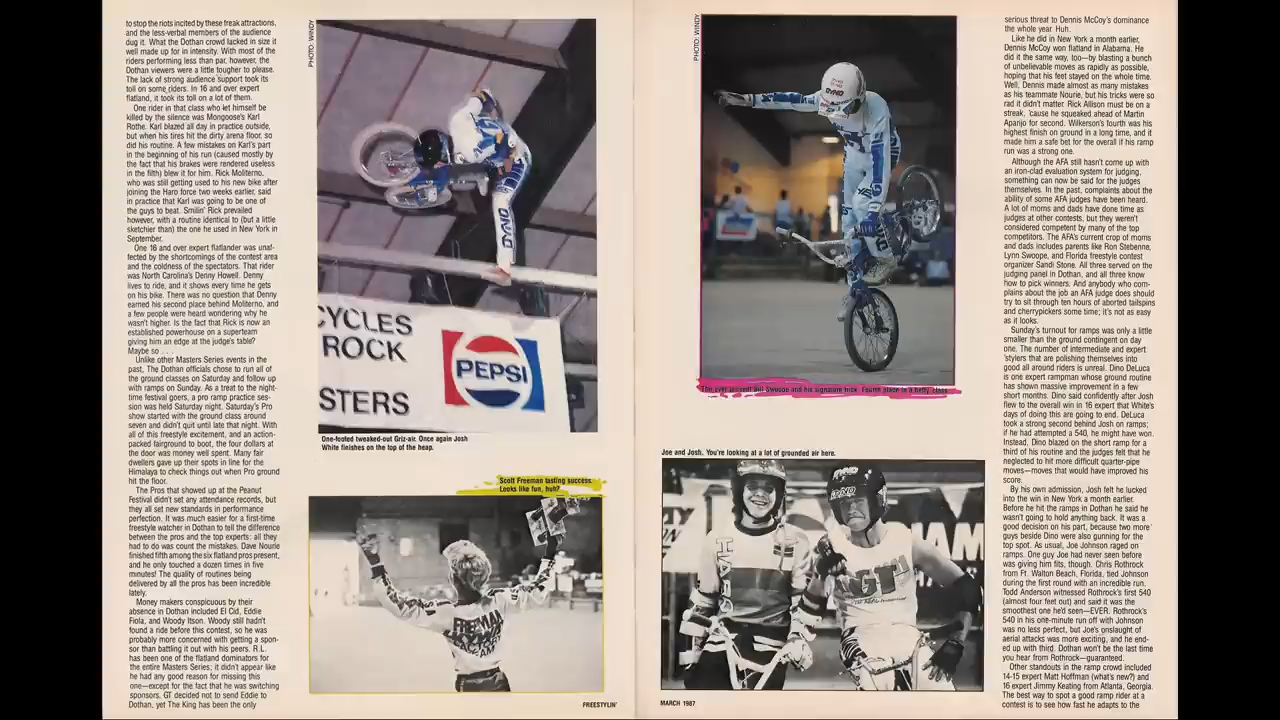 to stop the riots incited by these freak attractions,
and the less-verbal members of the audience
dug it. What the Dothan crowd lacked in size it
well made up for in intensity. With most of the
riders performing less than par, however, the
Dothan viewers were a little tougher to please.
The lack of strong audience support took its
toll on some riders. In 16 and over expert
flatland, it took its toll on a lot of them.
One rider in that class who let himself be
killed by the silence was Mongoose's Karl
Rothe. Karl blazed all day in practice outside,
but when his tires hit the dirty arena floor, so
did his routine. A few mistakes on Karl's part
in the beginning of his run (caused mostly by
the fact that his brakes were rendered useless
in the filth) blew it for him. Rick Moliterno,
who was still getting used to his new bike after
joining the Haro force two weeks earlier, said
in practice that Karl was going to be one of
the guys to beat. Smilin' Rick prevailed
however, with a routine identical to (but a little
sketchier than) the one he used in New York in
September.
One 16 and over expert flatlander was unaf-
fected by the shortcomings of the contest area
and the coldness of the spectators. That rider
was North Carolina's Denny Howell. Denny
lives to ride, and it shows every time he gets
on his bike. There was no question that Denny
earned his second place behind Moliterno, and
a few people were heard wondering why he
wasn't higher. Is the fact that Rick is now an
established powerhouse on a superteam
giving him an edge at the judge's table?
Maybe so . . .
Unlike other Masters Series events in the
past, The Dothan officials chose to run all of
the ground classes on Saturday and follow up
with ramps on Sunday. As a treat to the night-
time festival goers, a pro ramp practice ses-
sion was held Saturday night. Saturday's Pro
show started with the ground class around
seven and didn't quit until late that night. With
all of this freestyle excitement, and an action-
packed fairground to boot, the four dollars at
the door was money well spent. Many fair
dwellers gave up their spots in line for the
Himalaya to check things out when Pro ground
hit the floor.
The Pros that showed up at the Peanut
Festival didn't set any attendance records, but
they all set new standards in performance
perfection. It was much easier for a first-time
freestyle watcher in Dothan to tell the difference
between the pros and the top experts: all they
had to do was count the mistakes. Dave Nourie
finished fifth among the six flatland pros present,
and he only touched a dozen times in five
minutes! The quality of routines being
delivered by all the pros has been incredible
lately.
Money makers conspicuous by their
absence in Dothan included El Cid, Eddie
Fiola, and Woody Itson. Woody still hadn't
found a ride before this contest, so he was
probably more concerned with getting a spon-
sor than battling it out with his peers. R.L.
has been one of the flatland dominators for
the entire Masters Series; it didn't appear like
he had any good reason for missing this
one—except for the fact that he was switching
sponsors. GT decided not to send Eddie to
Dothan, yet The King has been the only
PHOTO: WINDY
DYNO
CYCLES
ROCK
STERS
PEPSI
One-footed tweaked-out Griz-air. Once again Josh
White finishes on the top of the heap.
Scott Freeman tasting success.
Looks like fun, huh?
FREEMAN
FREESTYLIN'
PHOTO: WINDY
DYNO
The ever-present Bill Swoope and his signature trick. Fourth place in a hefty class.
Joe and Josh. You're looking at a lot of grounded air here.
HARO
GT
MARCH 1987
serious threat to Dennis McCoy's dominance
the whole year. Huh.
Like he did in New York a month earlier,
Dennis McCoy won flatland in Alabama. He
did it the same way, too—by blasting a bunch
of unbelievable moves as rapidly as possible,
hoping that his feet stayed on the whole time.
Well, Dennis made almost as many mistakes
as his teammate Nourie, but his tricks were so
rad it didn't matter. Rick Allison must be on a
streak, 'cause he squeaked ahead of Martin
Aparijo for second. Wilkerson's fourth was his
highest finish on ground in a long time, and it
made him a safe bet for the overall if his ramp
run was a strong one.
Although the AFA still hasn't come up with
an iron-clad evaluation system for judging,
something can now be said for the judges
themselves. In the past, complaints about the
ability of some AFA judges have been heard.
A lot of moms and dads have done time as
judges at other contests, but they weren't
considered competent by many of the top
competitors. The AFA's current crop of moms
and dads includes parents like Ron Stebenne,
Lynn Swoope, and Florida freestyle contest
organizer Sandi Stone. All three served on the
judging panel in Dothan, and all three know
how to pick winners. And anybody who com-
plains about the job an AFA judge does should
try to sit through ten hours of aborted tailspins
and cherrypickers some time; it's not as easy
as it looks.
Sunday's turnout for ramps was only a little
smaller than the ground contingent on day
one. The number of intermediate and expert
'stylers that are polishing themselves into
good all around riders is unreal. Dino DeLuca
is one expert rampman whose ground routine
has shown massive improvement in a few
short months. Dino said confidently after Josh
flew to the overall win in 16 expert that White's
days of doing this are going to end. DeLuca
took a strong second behind Josh on ramps;
if he had attempted a 540, he might have won.
Instead, Dino blazed on the short ramp for a
third of his routine and the judges felt that he
neglected to hit more difficult quarter-pipe
moves—moves that would have improved his
score.
By his own admission, Josh felt he lucked
into the win in New York a month earlier.
Before he hit the ramps in Dothan he said he
wasn't going to hold anything back. It was a
good decision on his part, because two more
guys beside Dino were also gunning for the
top spot. As usual, Joe Johnson raged on
ramps. One guy Joe had never seen before
was giving him fits, though. Chris Rothrock
from Ft. Walton Beach, Florida, tied Johnson
during the first round with an incredible run.
Todd Anderson witnessed Rothrock's first 540
(almost four feet out) and said it was the
smoothest one he'd seen—EVER. Rothrock's
540 in his one-minute run off with Johnson
was no less perfect, but Joe's onslaught of
aerial attacks was more exciting, and he end-
ed up with third. Dothan won't be the last time
you hear from Rothrock—guaranteed.
Other standouts in the ramp crowd included
14-15 expert Matt Hoffman (what's new?) and
16 expert Jimmy Keating from Atlanta, Georgia.
The best way to spot a good ramp rider at a
contest is to see how fast he adapts to the